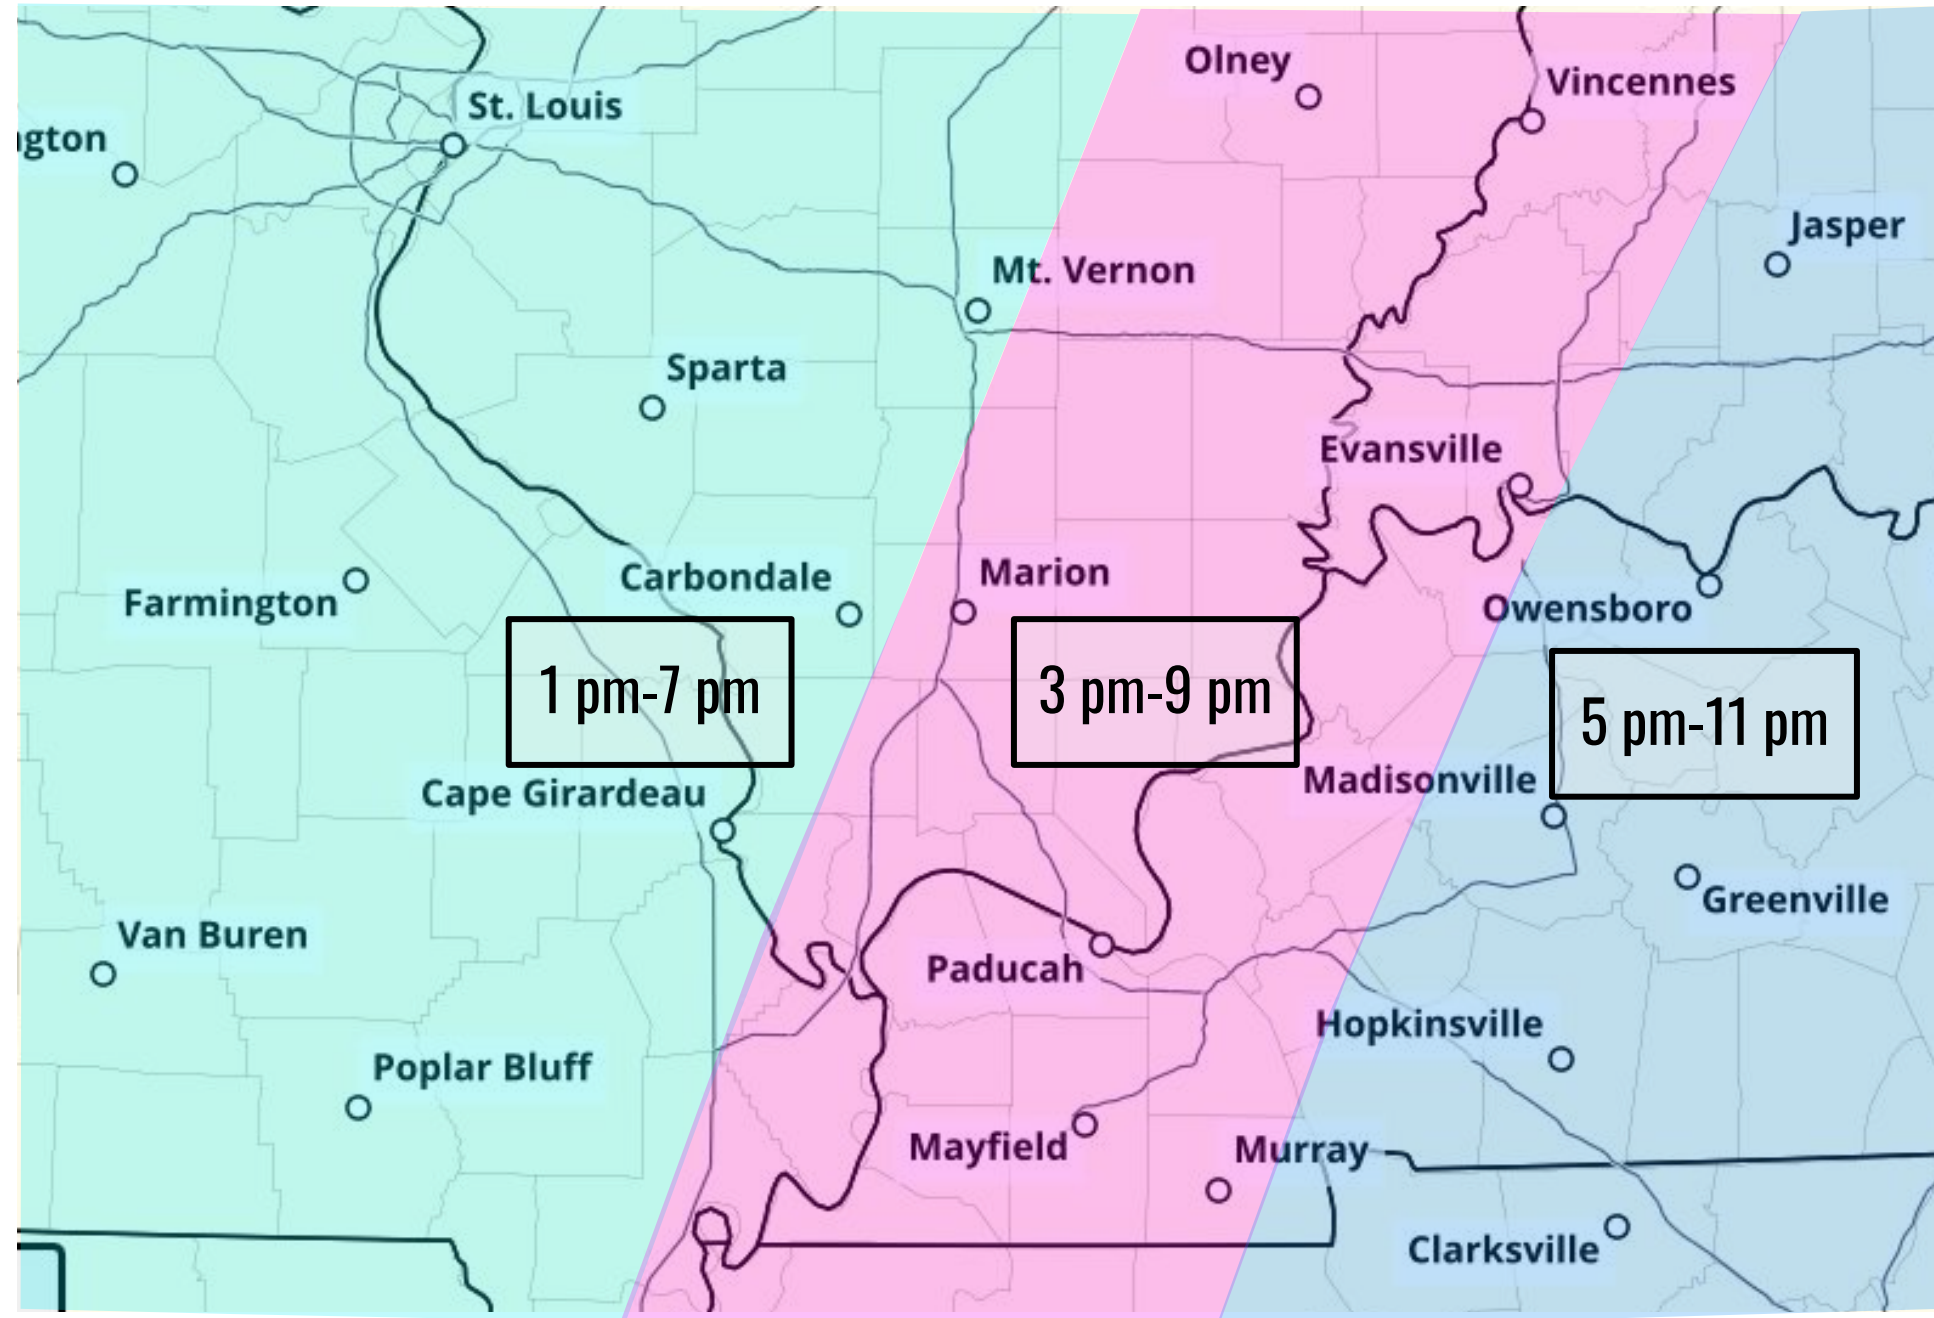 Olney
Vincennes
St. Louis
Jasper
Mt. Vernon
Sparta
Evansville
Marion
Carbondale
Farmington
Owensboro
1 pm-7 pm
3 pm-9 pm
5 pm-11 pm
Madisonville
Cape Girardeau
Greenville
Van Buren
Paducah
Hopkinsville
Poplar Bluff
Mayfield
Murray
Clarksville